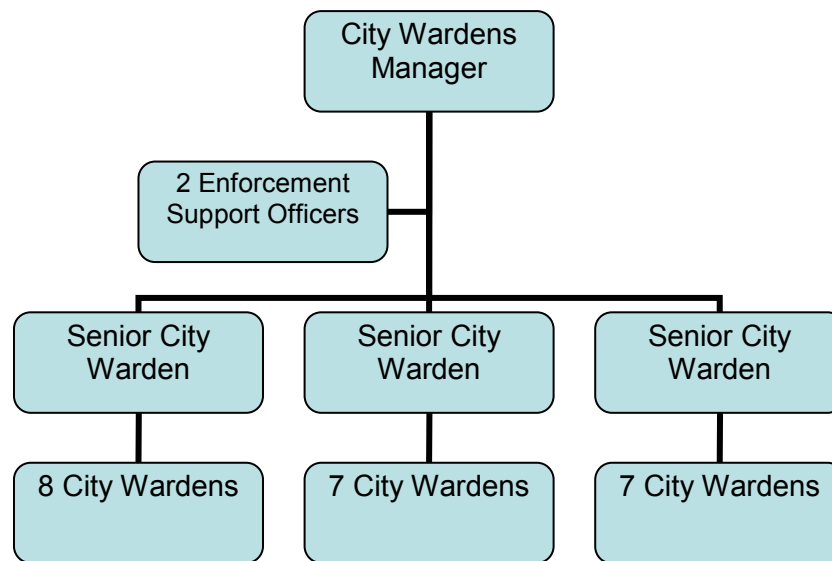 City Wardens
Manager
2 Enforcement
Support Officers
Senior City
Warden
Senior City
Warden
Senior City
Warden
8 City Wardens
7 City Wardens
7 City Wardens